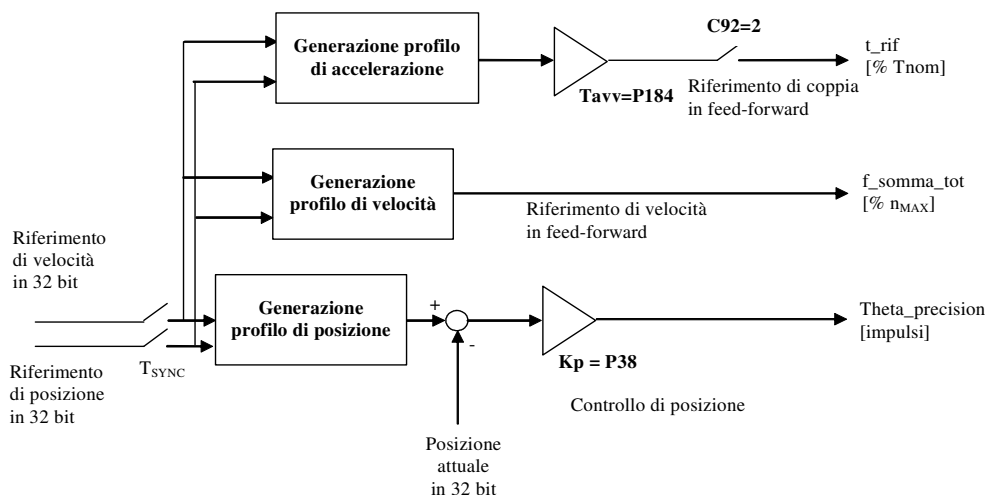 C92=2
Generazione profilo
di accelerazione
t_rif
[% Tnom]
Tavv=P184
Riferimento di coppia
in feed-forward
Generazione
profilo di velocità
f_somma_tot
[% nMAX]
Riferimento di velocità
in feed-forward
Riferimento
di velocità
in 32 bit
Generazione
profilo di posizione
+
-
Theta_precision
[impulsi]
TSYNC
Kp = P38
Riferimento
di posizione
in 32 bit
Controllo di posizione
Posizione
attuale
in 32 bit